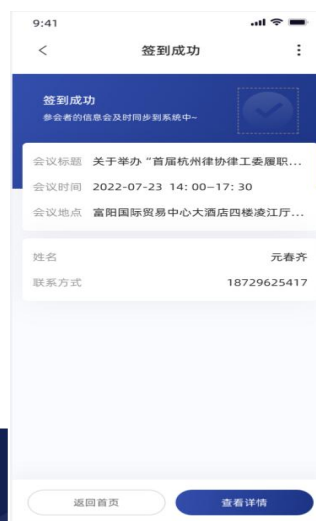 9:41
签到成功
签到成功
参会者的信息会及时同步到系统中~
会议标题 关于举办“首届杭州律协律工委履职...
会议时间 2022-07-23 14: 00-17: 30
会议地点 富阳国际贸易中心大酒店四楼凌江厅...
姓名 元春齐
联系方式 18729625417
返回首页 查看详情